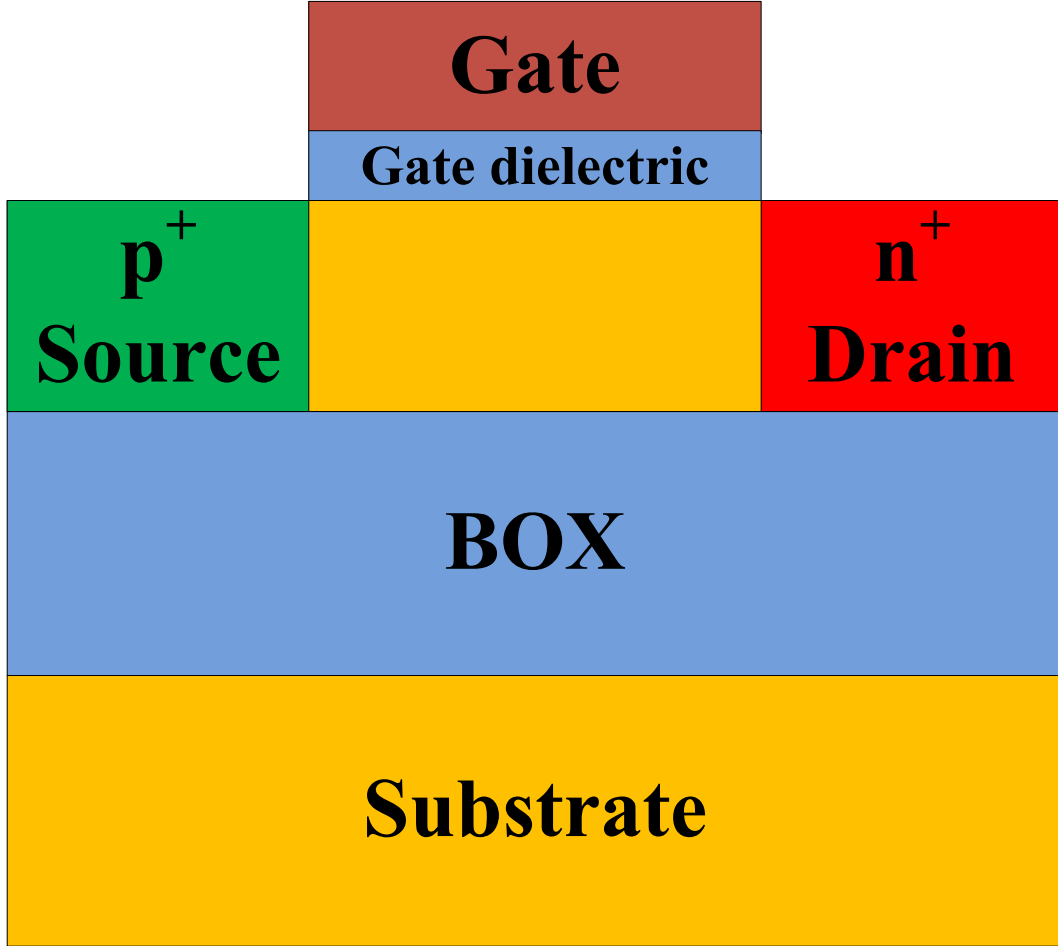 Gate
Gate dielectric
p⁺
Source
n⁺
Drain
BOX
Substrate